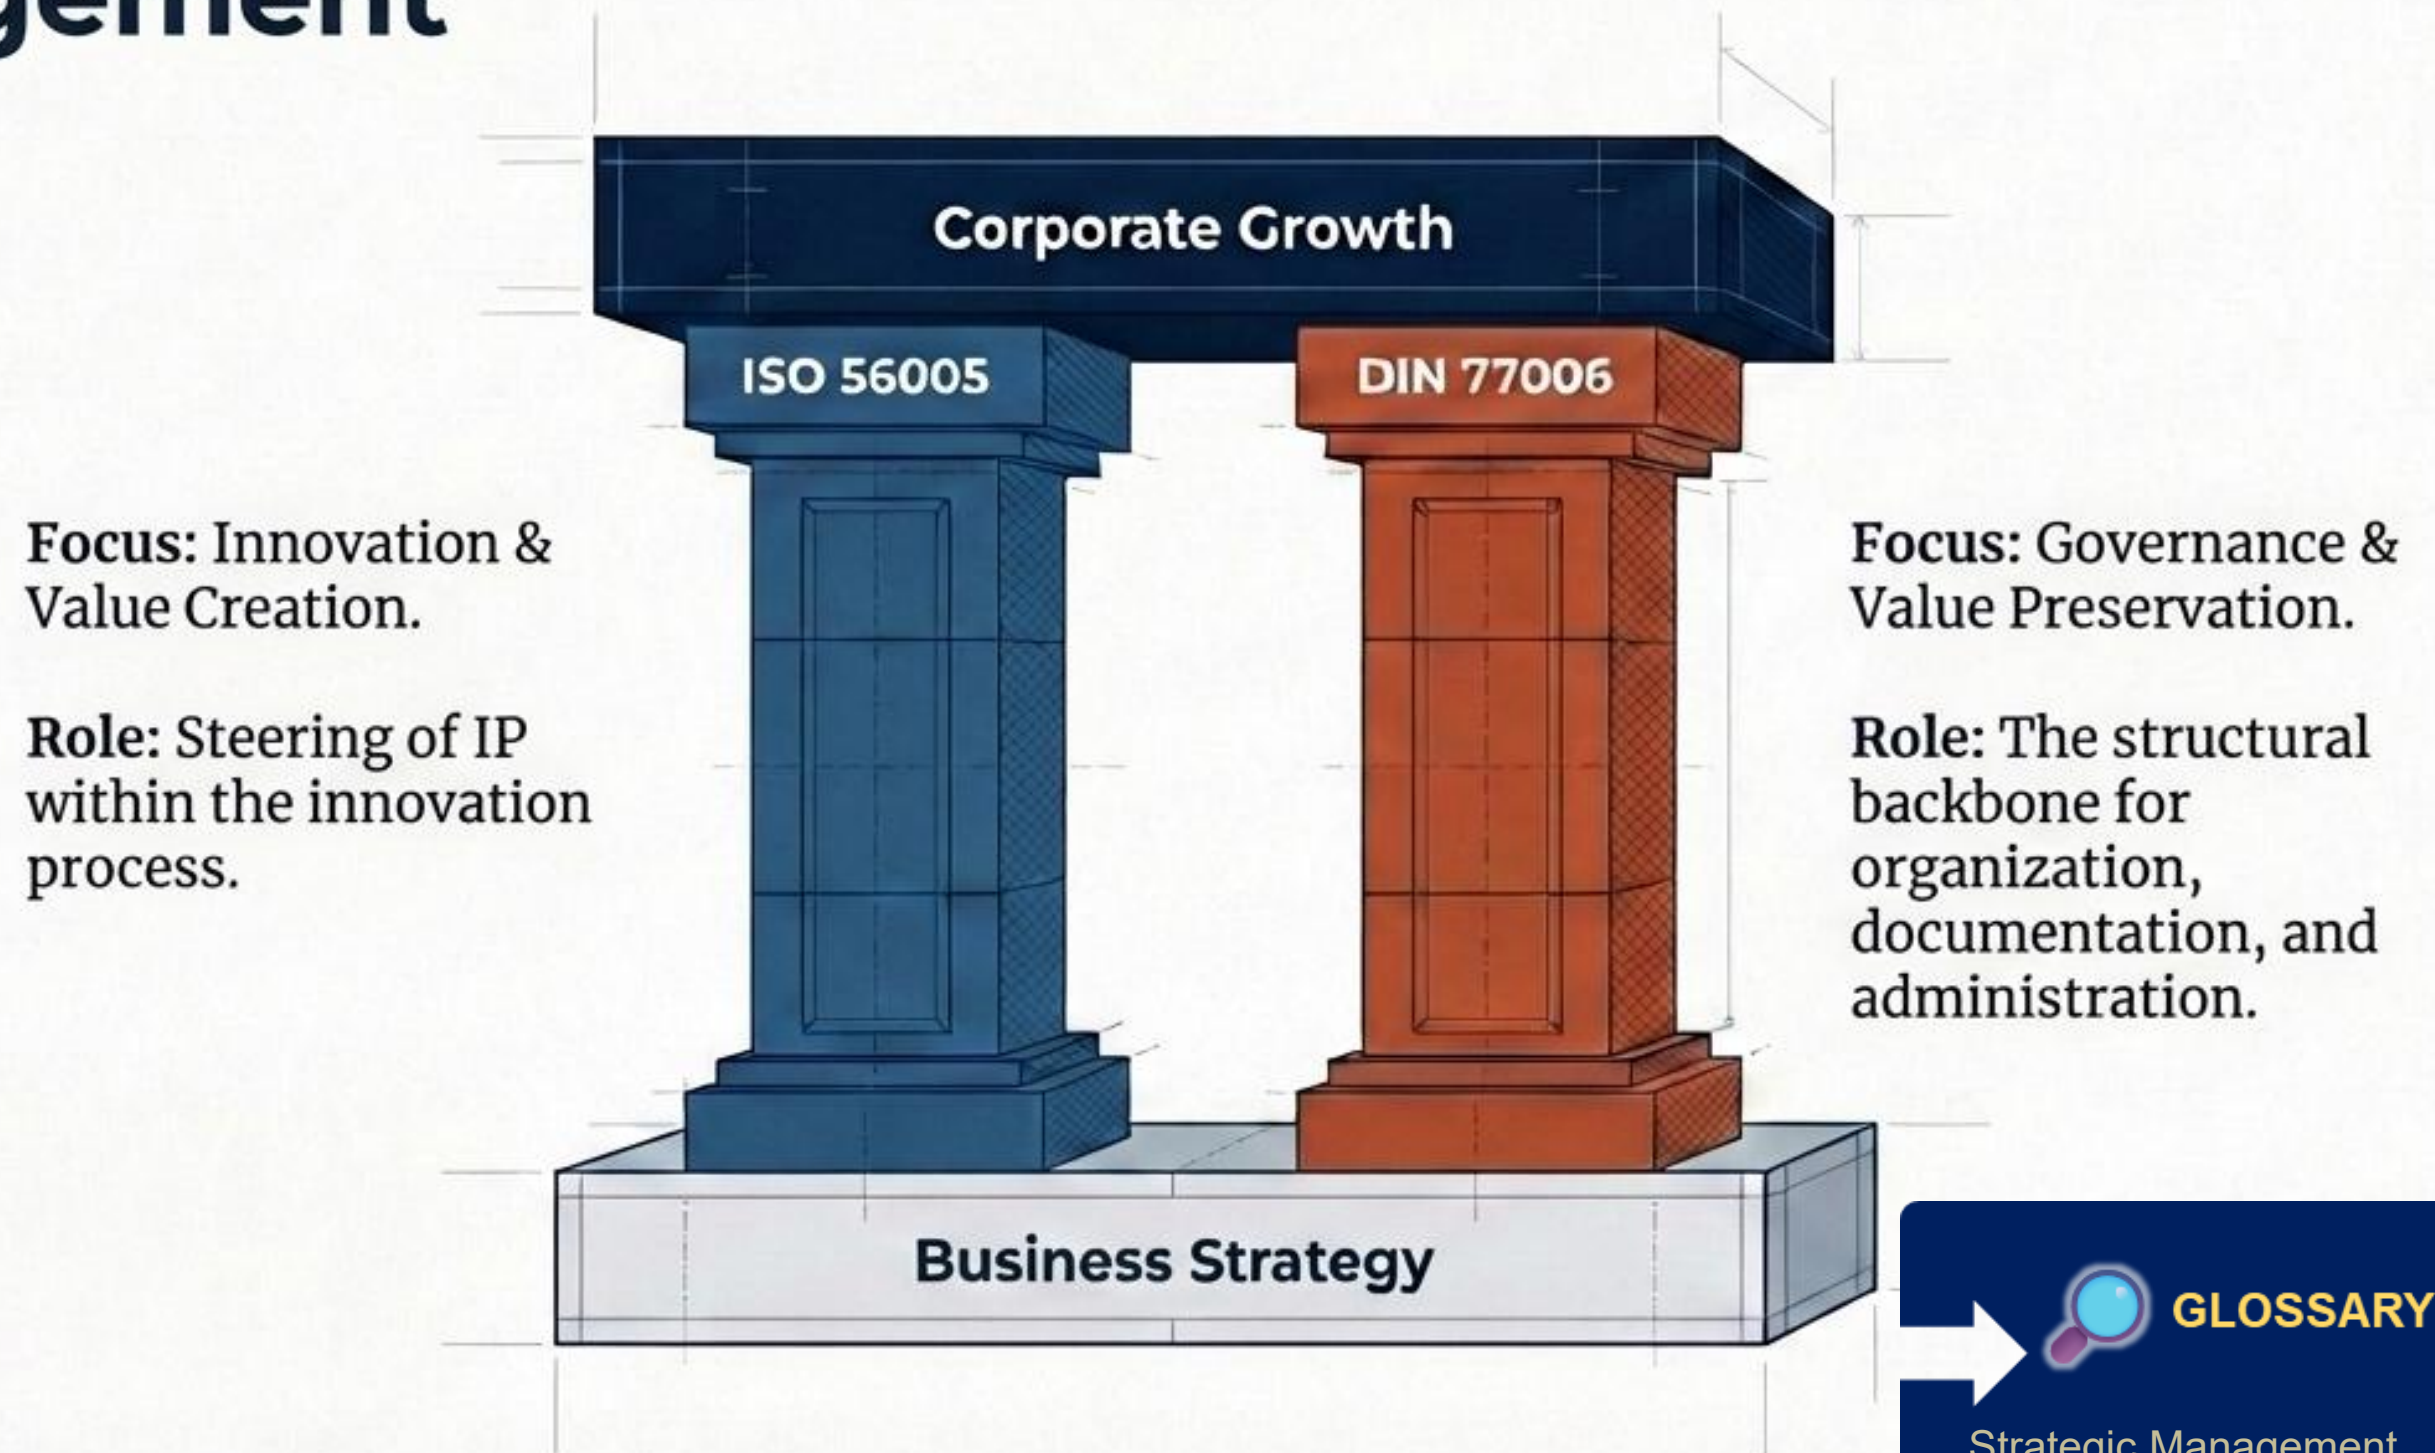 gement
Corporate Growth
ISO 56005
DIN 77006
Focus: Innovation &
Value Creation.
Role: Steering of IP
within the innovation
process.
Focus: Governance &
Value Preservation.
Role: The structural
backbone for
organization,
documentation, and
administration.
Business Strategy
GLOSSARY
Strategic Management